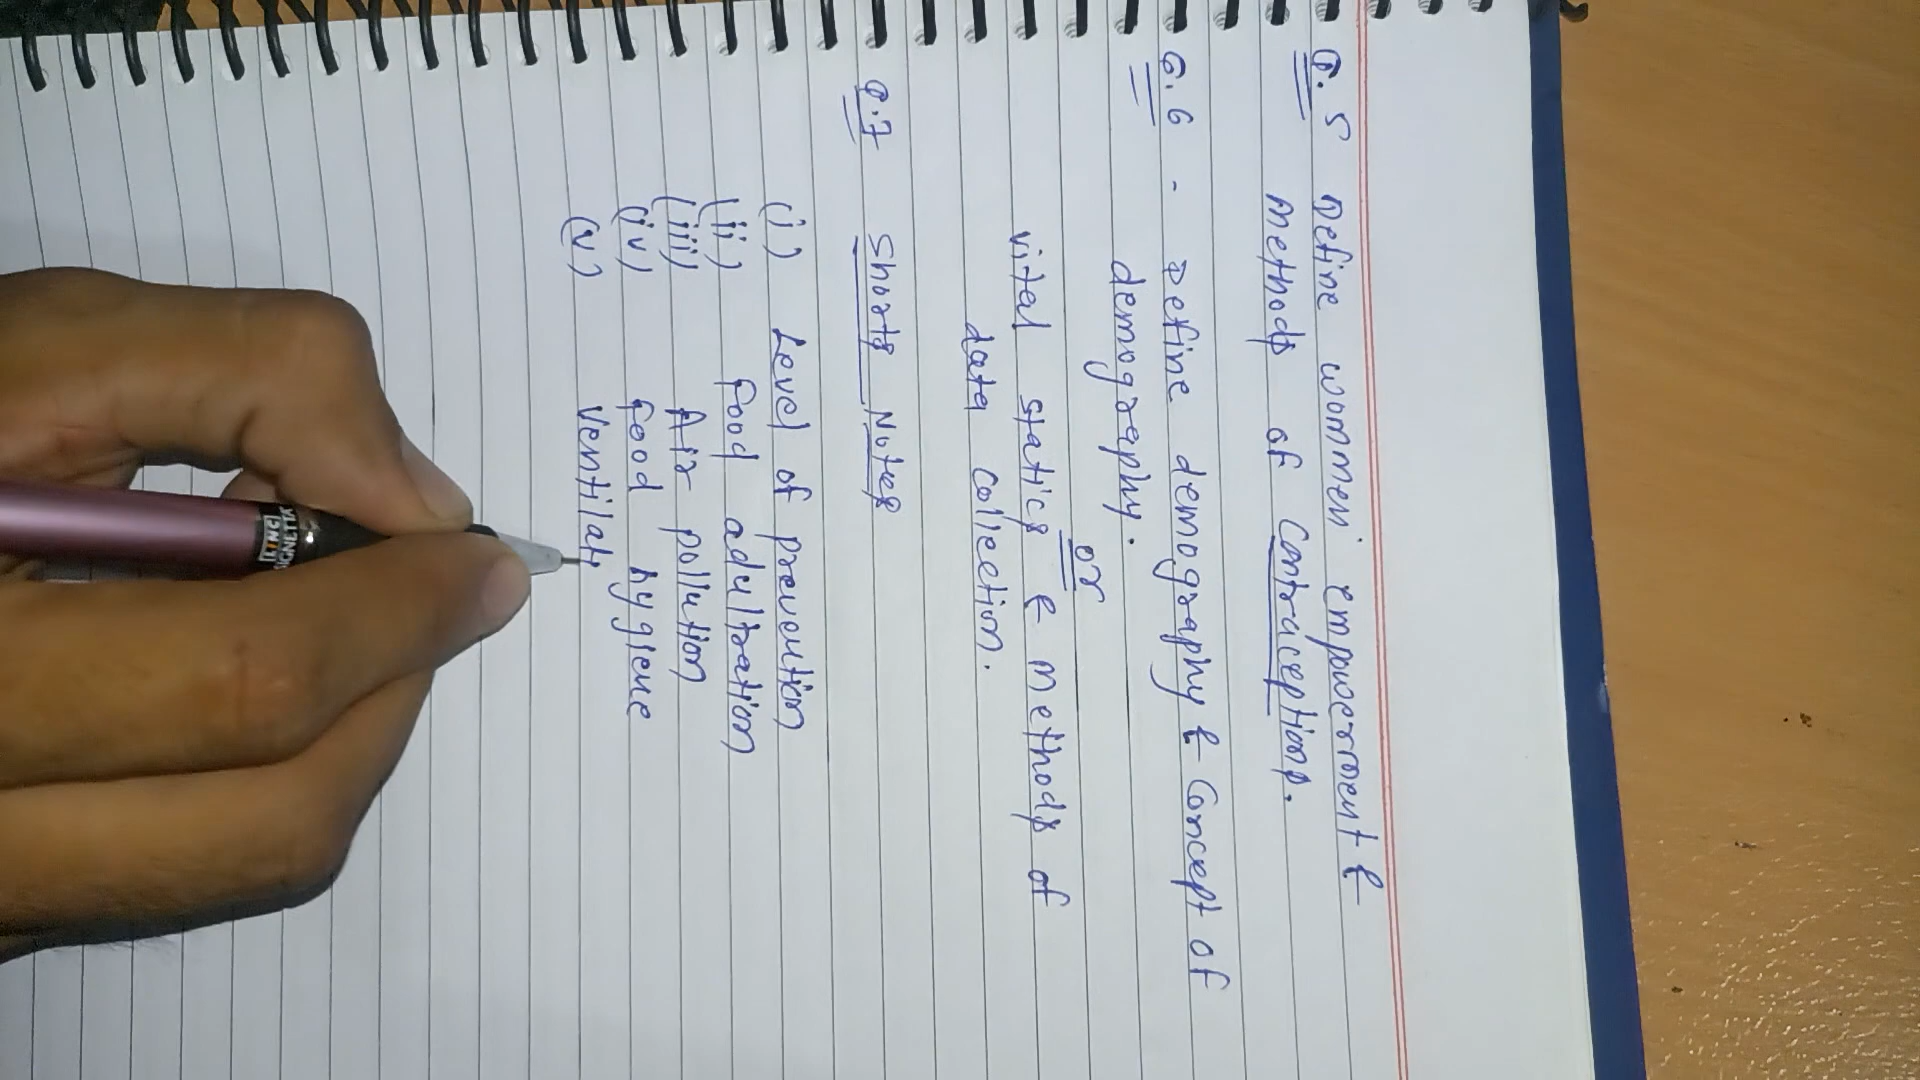 Q.5 Define wommen empowerment &
methods of Contraceptions.
Q.6 - Define demography & Concept of
demography.
or
vital statics & methods of
data collection.
Q.7 Shorts Notes
(i) Level of prevention
(ii) food adultration
(iii) Air pollution
(iv) food hygiene
(v) Ventilat